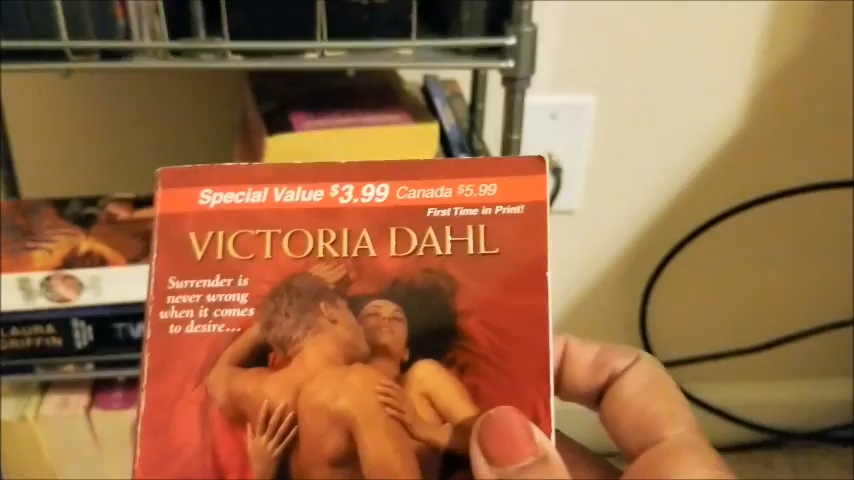 Special Value $3.99 Canada $5.99
First Time in Print!
VICTORIA DAHL
Surrender is
never wrong
when it comes
to desire...
LAURA
GRIFFIN
TW